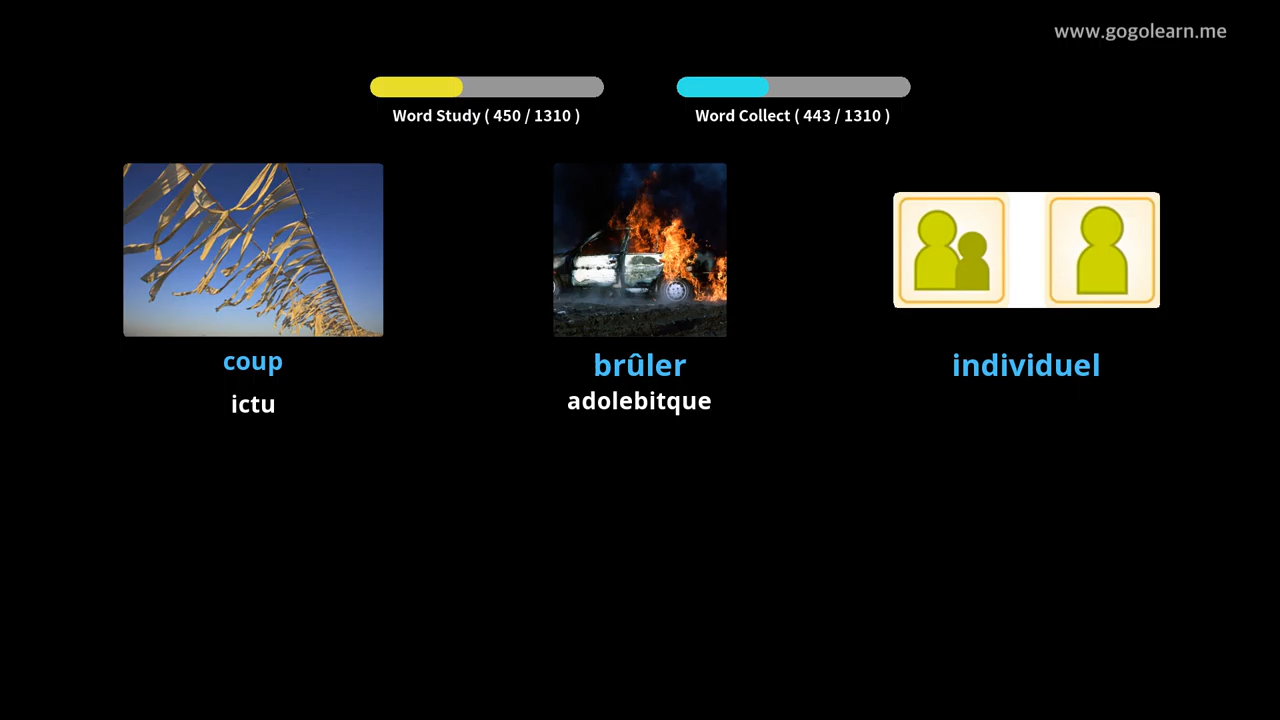 www.gogolearn.me
Word Study ( 450 / 1310 )
Word Collect ( 443 / 1310 )
coup
ictu
brûler
adolebitque
individuel